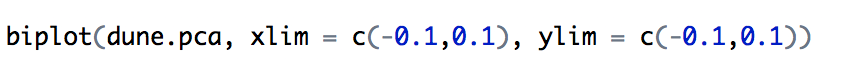 biplot(dune.pca, xlim = c(-0.1,0.1), ylim = c(-0.1,0.1))